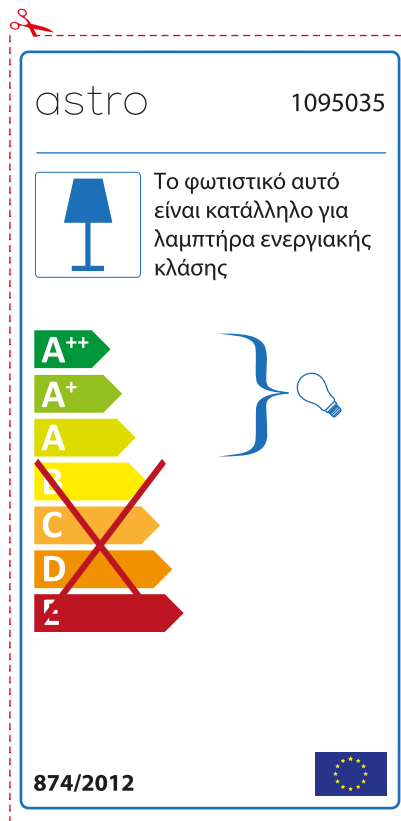 astro
1095035
Το φωτιστικό αυτό
είναι κατάλληλο για
λαμπτήρα ενεργιακής
κλάσης
A++
A+
A
B
C
D
E
874/2012